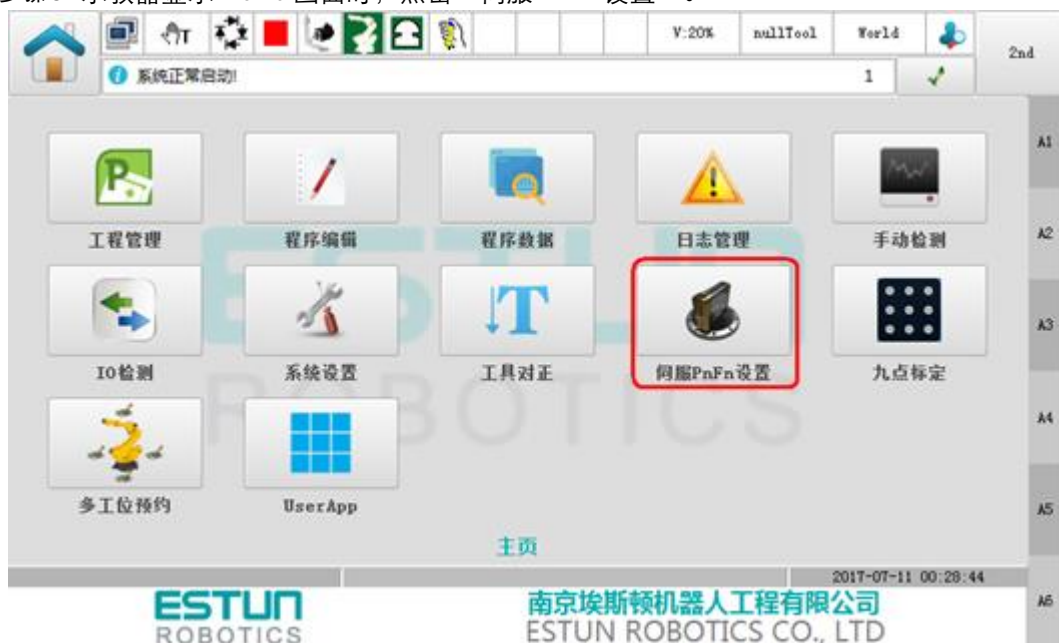 V:20% nullTool World 2nd
系统正常启动! 1
A1
工程管理 程序编辑 程序数据 日志管理 手动检测
A2
A3
IO检测 系统设置 工具对正 伺服PnFn设置 九点标定
A4
多工位预约 UserApp
A5
主页
2017-07-11 00:28:44
A6
ESTUN 南京埃斯顿机器人工程有限公司
ROBOTICS ESTUN ROBOTICS CO., LTD
ESTUN
ROBOTICS